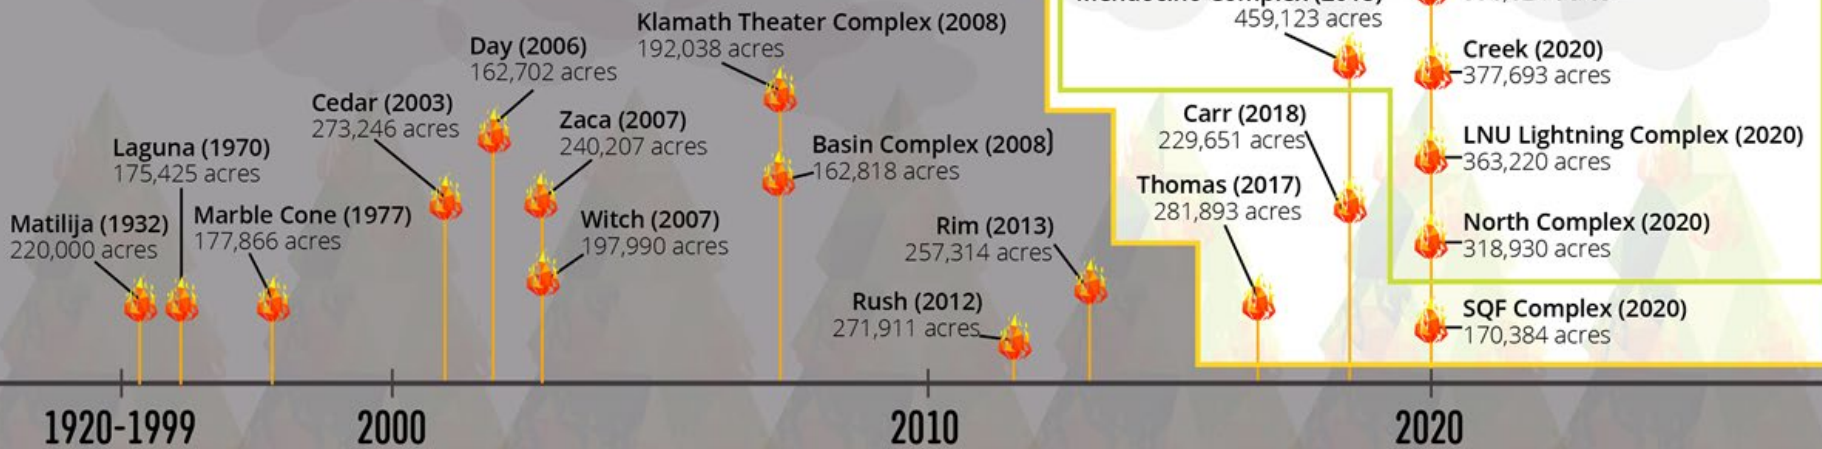 Klamath Theater Complex (2008)
192,038 acres
Day (2006)
162,702 acres
Cedar (2003)
273,246 acres
Zaca (2007)
240,207 acres
Laguna (1970)
175,425 acres
Basin Complex (2008)
162,818 acres
Matilija (1932)
220,000 acres
Marble Cone (1977)
177,866 acres
Witch (2007)
197,990 acres
Rim (2013)
257,314 acres
Rush (2012)
271,911 acres
459,123 acres
Creek (2020)
377,693 acres
Carr (2018)
229,651 acres
LNU Lightning Complex (2020)
363,220 acres
Thomas (2017)
281,893 acres
North Complex (2020)
318,930 acres
SQF Complex (2020)
170,384 acres
1920-1999
2000
2010
2020